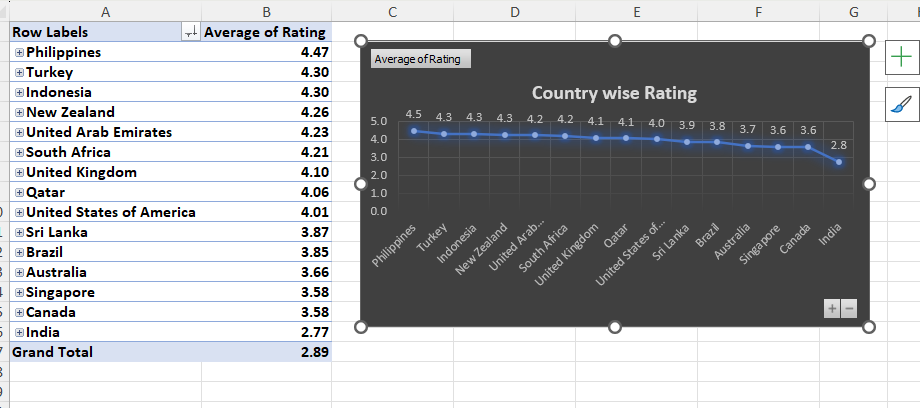 A B C D E F G
Row Labels Average of Rating
Philippines 4.47
Turkey 4.30
Indonesia 4.30
New Zealand 4.26
United Arab Emirates 4.23
South Africa 4.21
United Kingdom 4.10
Qatar 4.06
United States of America 4.01
Sri Lanka 3.87
Brazil 3.85
Australia 3.66
Singapore 3.58
Canada 3.58
India 2.77
Grand Total 2.89
Average of Rating
Country wise Rating
4.5 4.3 4.3 4.3 4.2 4.2 4.1 4.1 4.0 3.9 3.8 3.7 3.6 3.6 2.8
5.0
4.0
3.0
2.0
1.0
0.0
Philippines
Turkey
Indonesia
New Zealand
United Arab...
South Africa
United Kingdom
Qatar
United States of...
Sri Lanka
Brazil
Australia
Singapore
Canada
India